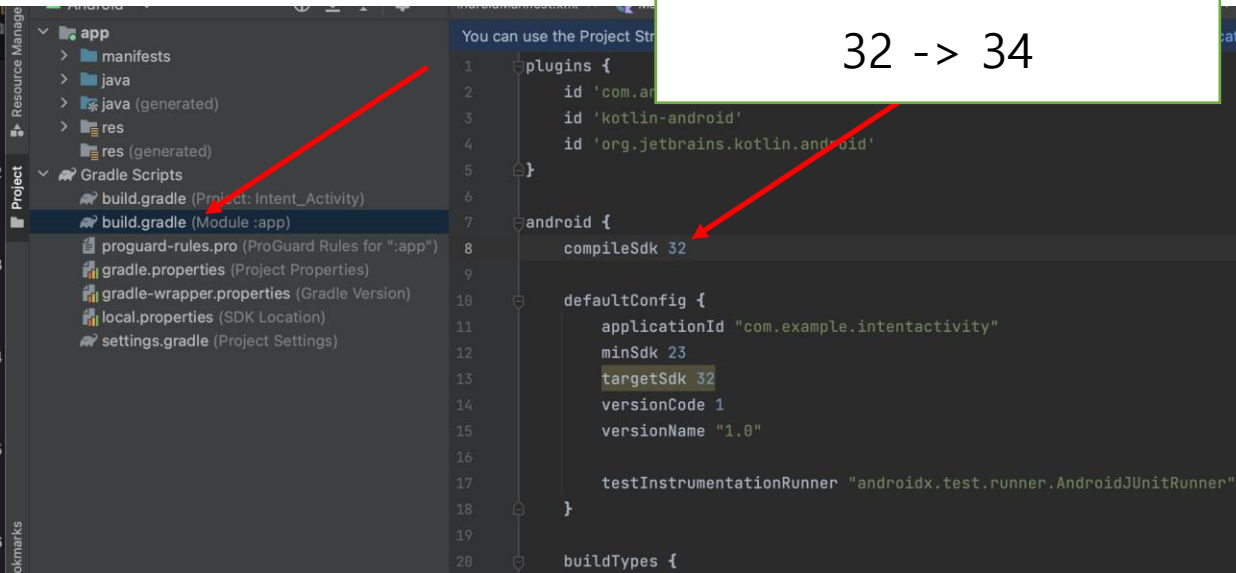 Android
AndroidManifest.xml
app
manifests
java
java (generated)
res
res (generated)
Gradle Scripts
build.gradle (Project: Intent_Activity)
build.gradle (Module :app)
proguard-rules.pro (ProGuard Rules for ":app")
gradle.properties (Project Properties)
gradle-wrapper.properties (Gradle Version)
local.properties (SDK Location)
settings.gradle (Project Settings)
Resource Manage
Project
okmarks
You can use the Project Str
32 -> 34
1 plugins {
2 id 'com.an
3 id 'kotlin-android'
4 id 'org.jetbrains.kotlin.android'
5 }
6
7 android {
8 compileSdk 32
9
10 defaultConfig {
11 applicationId "com.example.intentactivity"
12 minSdk 23
13 targetSdk 32
14 versionCode 1
15 versionName "1.0"
16
17 testInstrumentationRunner "androidx.test.runner.AndroidJUnitRunner"
18 }
19
20 buildTypes {